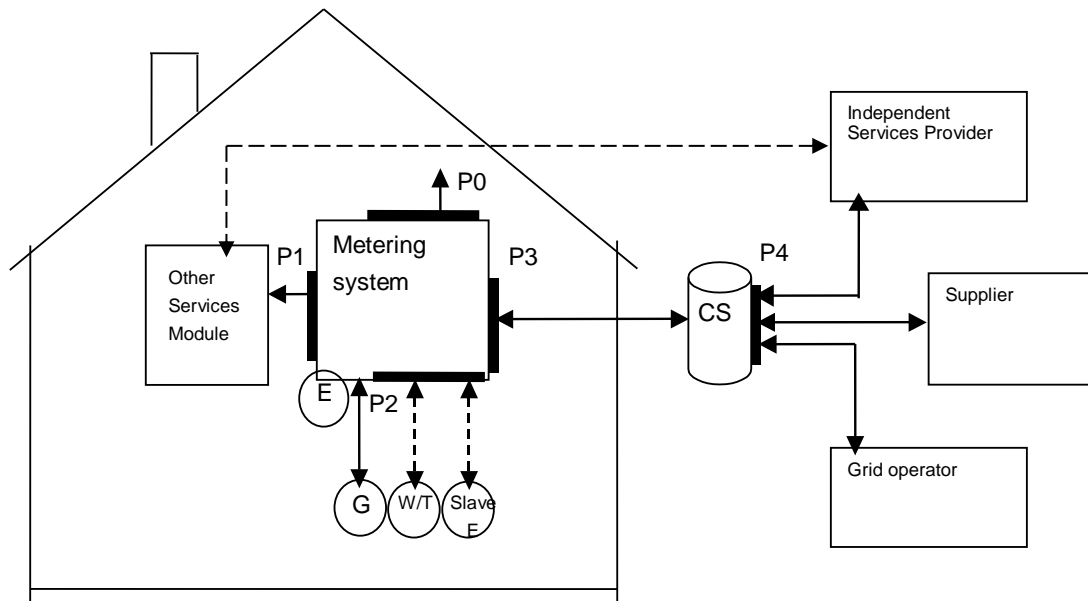 Independent
Services Provider
P0
Metering
system
P1
P3
P4
Other
Services
Module
CS
Supplier
E
P2
G
W/T
Slave
E
Grid operator